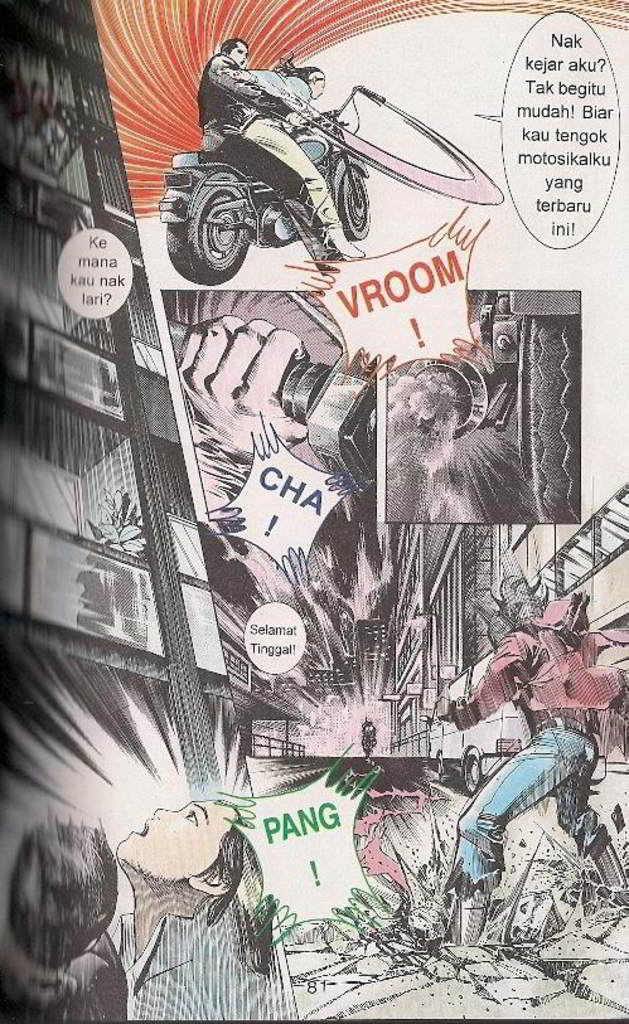 Nak
kejar aku?
Tak begitu
mudah! Biar
kau tengok
motosikalku
yang
terbaru
ini!
Ke
mana
kau nak
lari?
VROOM
!
CHA
!
Selamat
Tinggal!
PANG
!
81